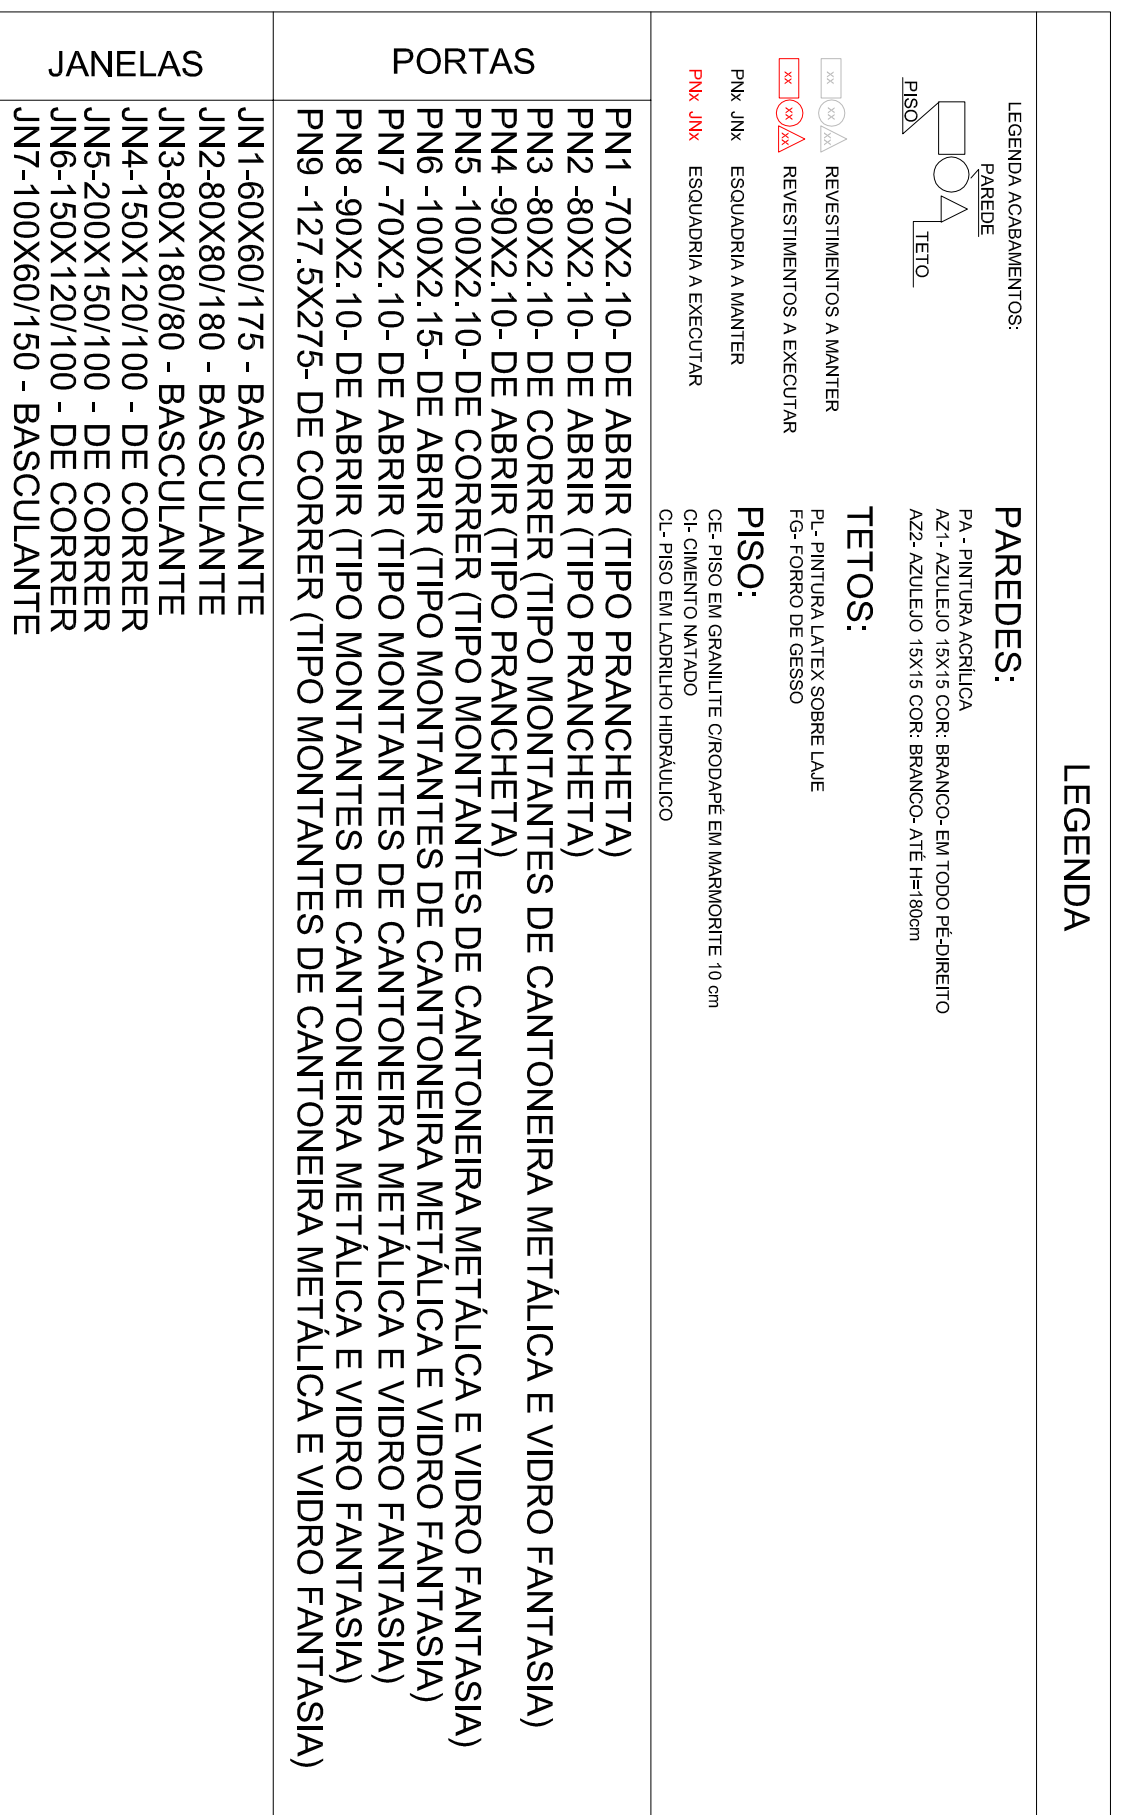 LEGENDA
LEGENDA ACABAMENTOS:
PAREDE
PISO
TETO
xx xx xx REVESTIMENTOS A MANTER
xx xx xx REVESTIMENTOS A EXECUTAR
PNx JNx ESQUADRIA A MANTER
PNx JNx ESQUADRIA A EXECUTAR
PAREDES:
PA - PINTURA ACRÍLICA
AZ1- AZULEJO 15X15 COR: BRANCO- EM TODO PÉ-DIREITO
AZ2- AZULEJO 15X15 COR: BRANCO- ATÉ H=180cm
TETOS:
PL- PINTURA LATEX SOBRE LAJE
FG- FORRO DE GESSO
PISO:
CE- PISO EM GRANILITE C/RODAPÉ EM MARMORITE 10 cm
CI- CIMENTO NATADO
CL- PISO EM LADRILHO HIDRÁULICO
PORTAS
PN1 -70X2.10- DE ABRIR (TIPO PRANCHETA)
PN2 -80X2.10- DE ABRIR (TIPO PRANCHETA)
PN3 -80X2.10- DE CORRER (TIPO MONTANTES DE CANTONEIRA METÁLICA E VIDRO FANTASIA)
PN4 -90X2.10- DE ABRIR (TIPO PRANCHETA)
PN5 -100X2.10- DE CORRER (TIPO MONTANTES DE CANTONEIRA METÁLICA E VIDRO FANTASIA)
PN6 -100X2.15- DE ABRIR (TIPO MONTANTES DE CANTONEIRA METÁLICA E VIDRO FANTASIA)
PN7 -70X2.10- DE ABRIR (TIPO MONTANTES DE CANTONEIRA METÁLICA E VIDRO FANTASIA)
PN8 -90X2.10- DE ABRIR (TIPO MONTANTES DE CANTONEIRA METÁLICA E VIDRO FANTASIA)
PN9 -127.5X275- DE CORRER (TIPO MONTANTES DE CANTONEIRA METÁLICA E VIDRO FANTASIA)
JANELAS
JN1-60X60/175 - BASCULANTE
JN2-80X80/180 - BASCULANTE
JN3-80X180/80 - BASCULANTE
JN4-150X120/100 - DE CORRER
JN5-200X150/100 - DE CORRER
JN6-150X120/100 - DE CORRER
JN7-100X60/150 - BASCULANTE